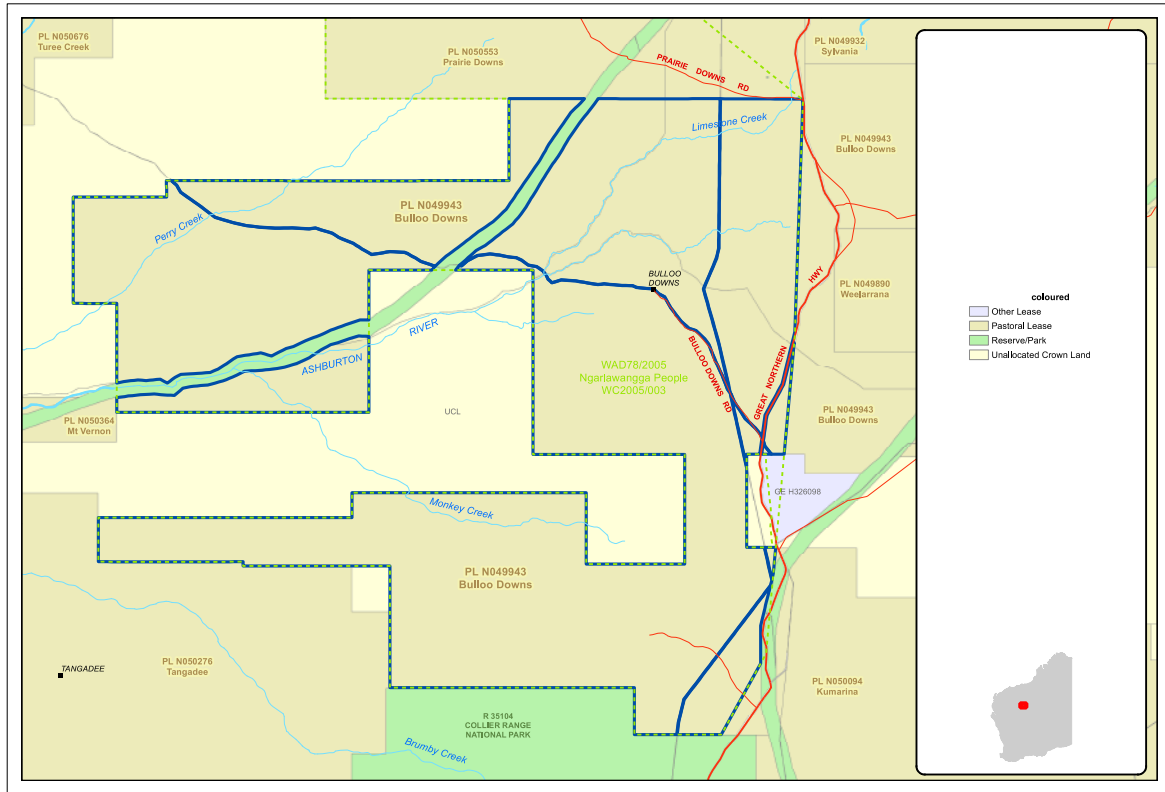 PL N050676
Turee Creek
PL N050553
Prairie Downs
PRAIRIE DOWNS RD
PL N049932
Sylvania
Limestone Creek
PL N049943
Bulloo Downs
PL N049943
Bulloo Downs
Perry Creek
BULLOO
DOWNS
HWY
PL N049890
Weelarrana
ASHBURTON RIVER
BULLOO DOWNS RD
GREAT NORTHERN
WAD78/2005
Ngarlawangga People
WC2005/003
UCL
PL N050364
Mt Vernon
PL N049943
Bulloo Downs
GE H326098
Monkey Creek
PL N049943
Bulloo Downs
TANGADEE
PL N050276
Tangadee
PL N050094
Kumarina
R 35104
COLLIER RANGE
NATIONAL PARK
Brumby Creek
coloured
Other Lease
Pastoral Lease
Reserve/Park
Unallocated Crown Land